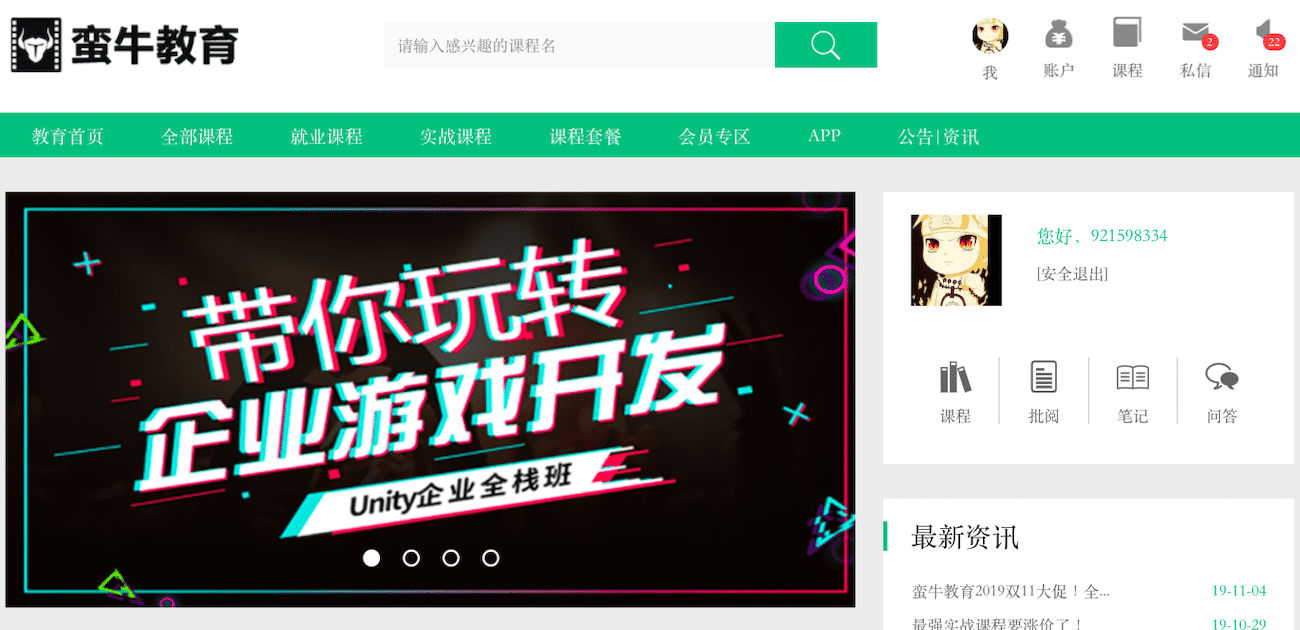 蛮牛教育
请输入感兴趣的课程名
我
账户
课程
私信
2
通知
22
教育首页
全部课程
就业课程
实战课程
课程套餐
会员专区
APP
公告|资讯
带你玩转
企业游戏开发
Unity企业全栈班
您好，921598334
[安全退出]
课程
批阅
笔记
问答
最新资讯
蛮牛教育2019双11大促！全...
19-11-04
最强实战课程要涨价了！
19-10-29